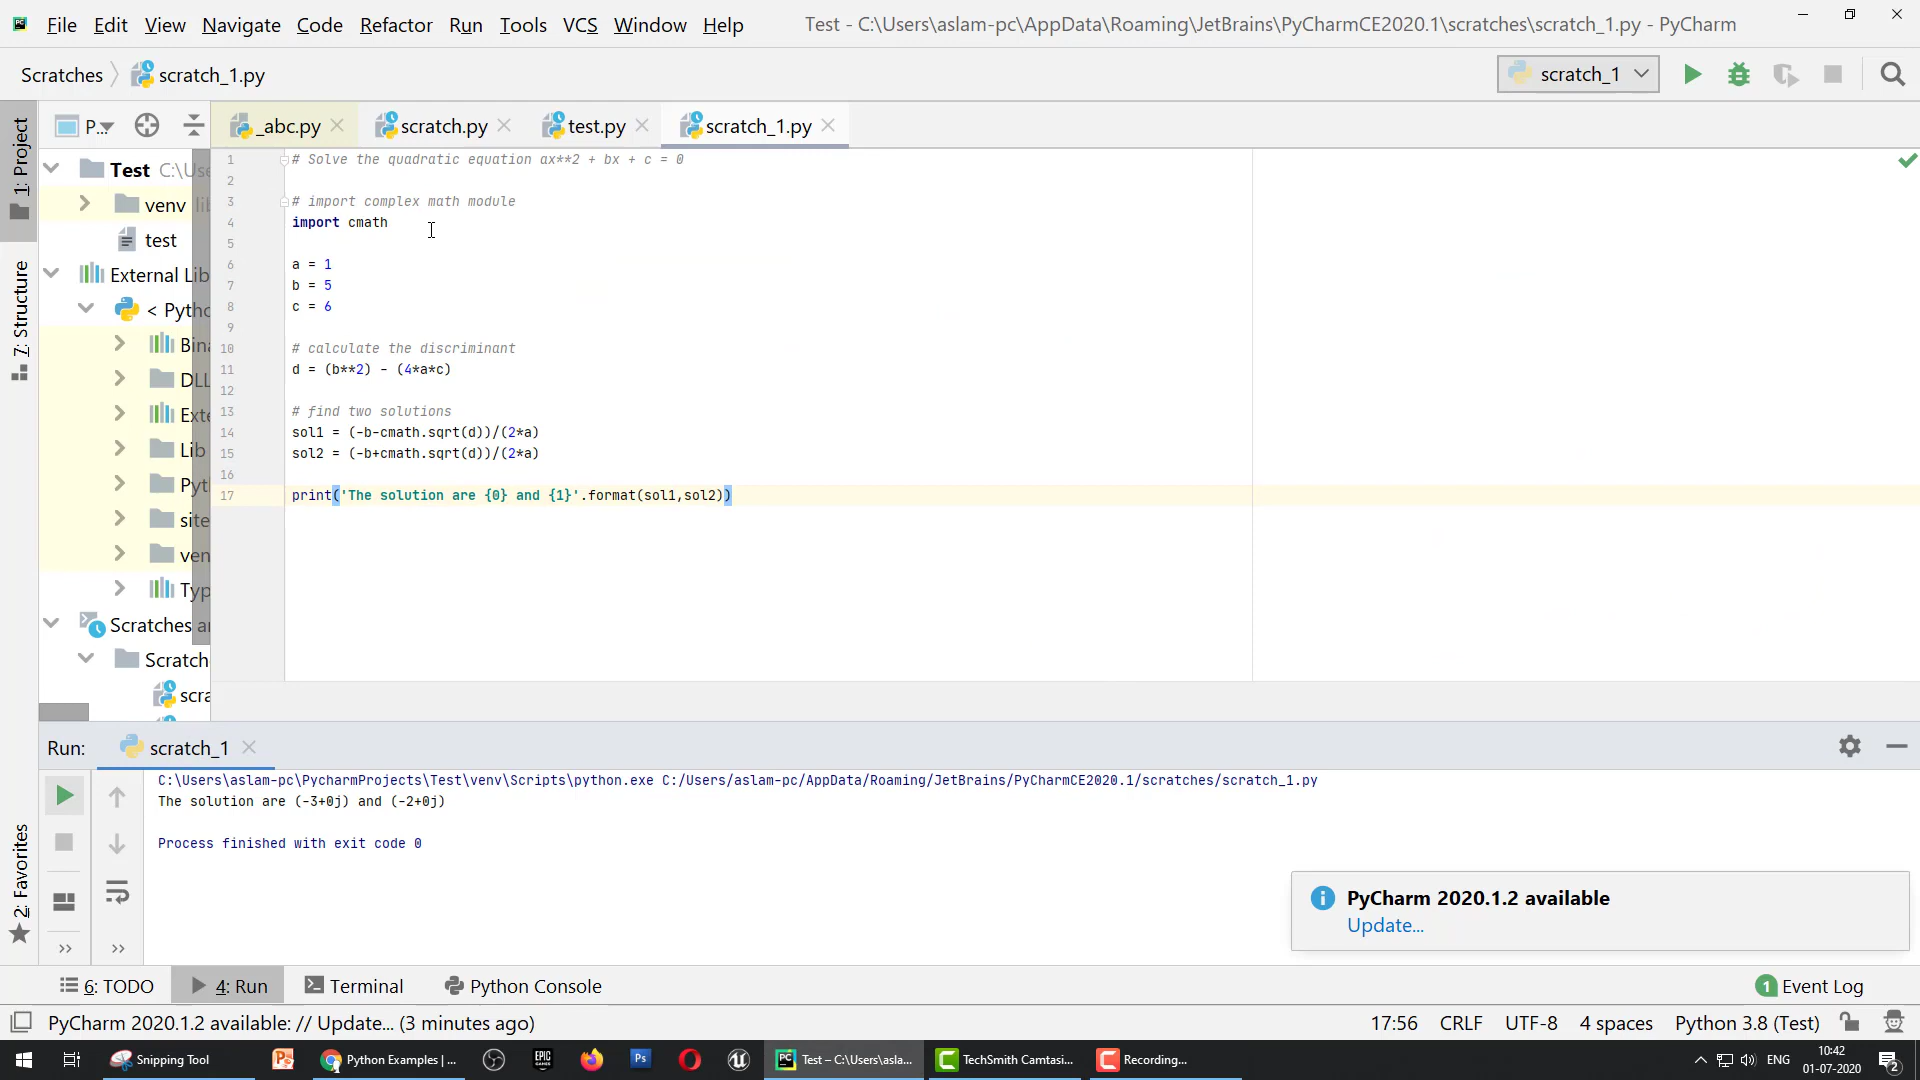 File Edit View Navigate Code Refactor Run Tools VCS Window Help Test - C:\Users\aslam-pc\AppData\Roaming\JetBrains\PyCharmCE2020.1\scratches\scratch_1.py - PyCharm
Scratches scratch_1.py scratch_1
1: Project
7: Structure
2: Favorites
P...
_abc.py scratch.py test.py scratch_1.py
Test C:\Us
venv lib
test
External Lib
< Pytho
Bina
DLL
Exte
Lib
Pyt
site
ven
Typ
Scratches a
Scratch
scra
1 # Solve the quadratic equation ax**2 + bx + c = 0
2
3 # import complex math module
4 import cmath
5
6 a = 1
7 b = 5
8 c = 6
9
10 # calculate the discriminant
11 d = (b**2) - (4*a*c)
12
13 # find two solutions
14 sol1 = (-b-cmath.sqrt(d))/(2*a)
15 sol2 = (-b+cmath.sqrt(d))/(2*a)
16
17 print('The solution are {0} and {1}'.format(sol1,sol2))
Run: scratch_1
C:\Users\aslam-pc\PycharmProjects\Test\venv\Scripts\python.exe C:/Users/aslam-pc/AppData/Roaming/JetBrains/PyCharmCE2020.1/scratches/scratch_1.py
The solution are (-3+0j) and (-2+0j)
Process finished with exit code 0
PyCharm 2020.1.2 available
Update...
6: TODO 4: Run Terminal Python Console 1 Event Log
PyCharm 2020.1.2 available: // Update... (3 minutes ago) 17:56 CRLF UTF-8 4 spaces Python 3.8 (Test)
Snipping Tool Python Examples | ... EPIC GAMES Ps Test – C:\Users\asla... TechSmith Camtasi... Recording... ENG 10:42
01-07-2020 2